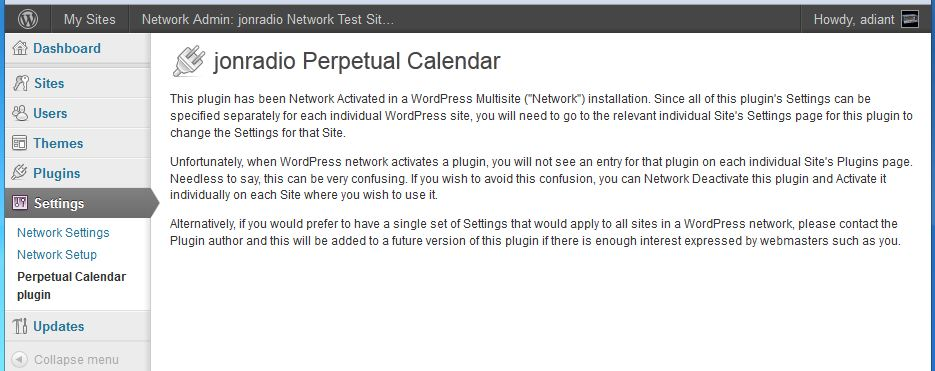 My Sites
Network Admin: jonradio Network Test Sit...
Howdy, adiant
Dashboard
Sites
Users
Themes
Plugins
Settings
Network Settings
Network Setup
Perpetual Calendar
plugin
Updates
Collapse menu
jonradio Perpetual Calendar
This plugin has been Network Activated in a WordPress Multisite ("Network") installation. Since all of this plugin's Settings can be
specified separately for each individual WordPress site, you will need to go to the relevant individual Site's Settings page for this plugin to
change the Settings for that Site.
Unfortunately, when WordPress network activates a plugin, you will not see an entry for that plugin on each individual Site's Plugins page.
Needless to say, this can be very confusing. If you wish to avoid this confusion, you can Network Deactivate this plugin and Activate it
individually on each Site where you wish to use it.
Alternatively, if you would prefer to have a single set of Settings that would apply to all sites in a WordPress network, please contact the
Plugin author and this will be added to a future version of this plugin if there is enough interest expressed by webmasters such as you.